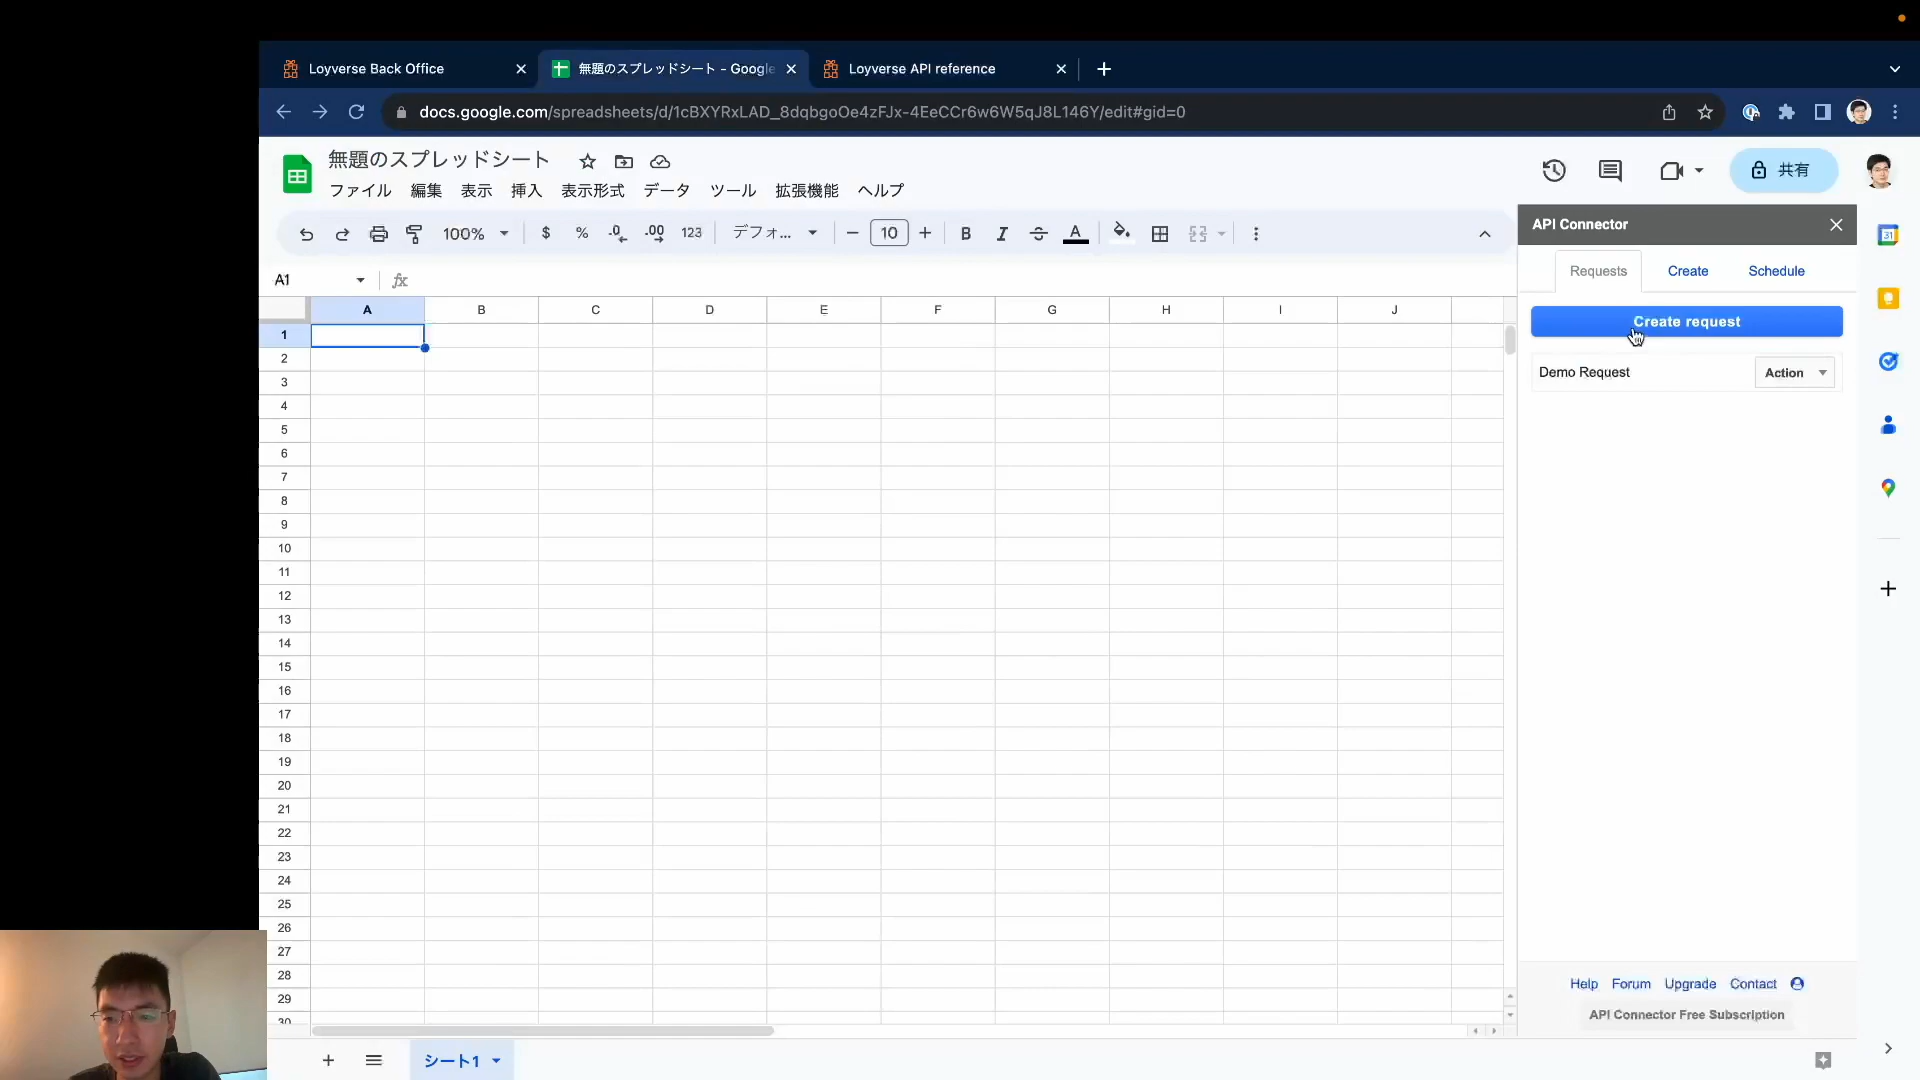 Loyverse Back Office
無題のスプレッドシート - Google
Loyverse API reference
docs.google.com/spreadsheets/d/1cBXYRxLAD_8dqbgoOe4zFJx-4EeCCr6w6W5qJ8L146Y/edit#gid=0
無題のスプレッドシート
ファイル 編集 表示 挿入 表示形式 データ ツール 拡張機能 ヘルプ
共有
100% $ % .0 .00 123 デフォ... 10 B I A
API Connector
Requests Create Schedule
A1 fx
A B C D E F G H I J
Create request
Demo Request Action
1
2
3
4
5
6
7
8
9
10
11
12
13
14
15
16
17
18
19
20
21
22
23
24
25
26
27
28
29
30
Help Forum Upgrade Contact
API Connector Free Subscription
シート1